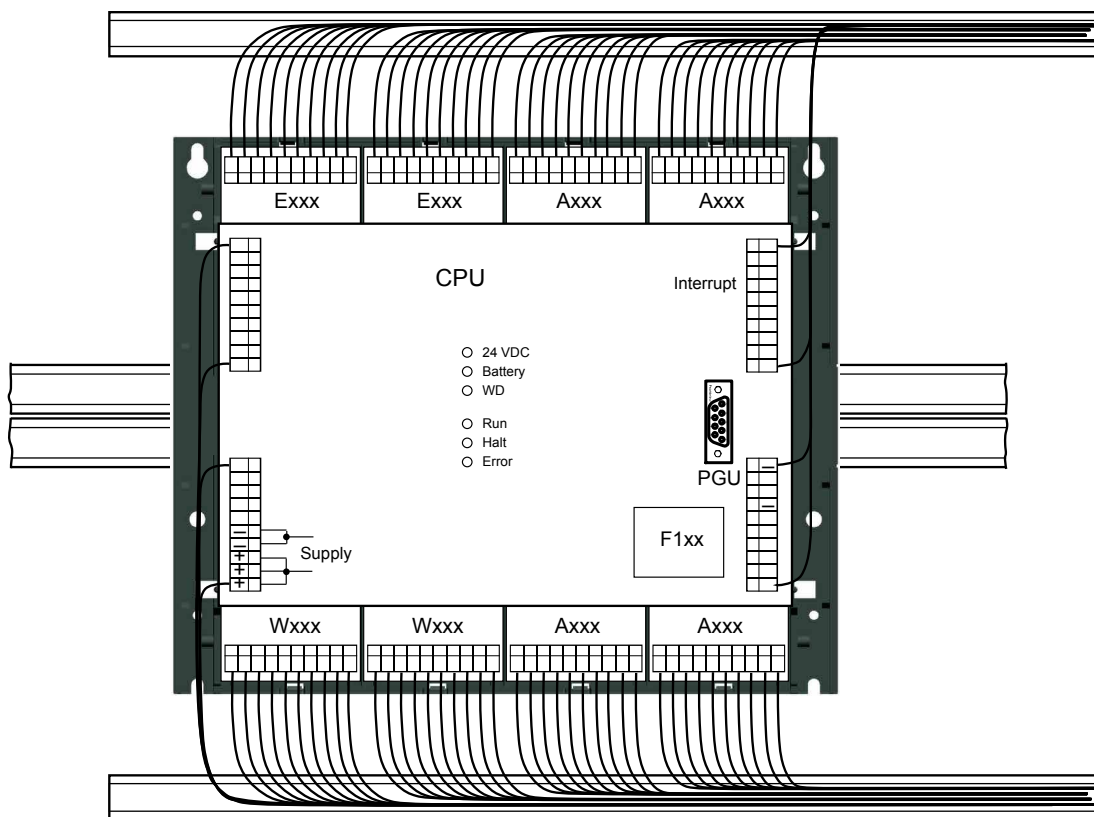 Exxx Exxx Axxx Axxx
CPU
Interrupt
24 VDC
Battery
WD
Run
Halt
Error
PGU
–
–
–
–
+
+
+
Supply
F1xx
Wxxx Wxxx Axxx Axxx